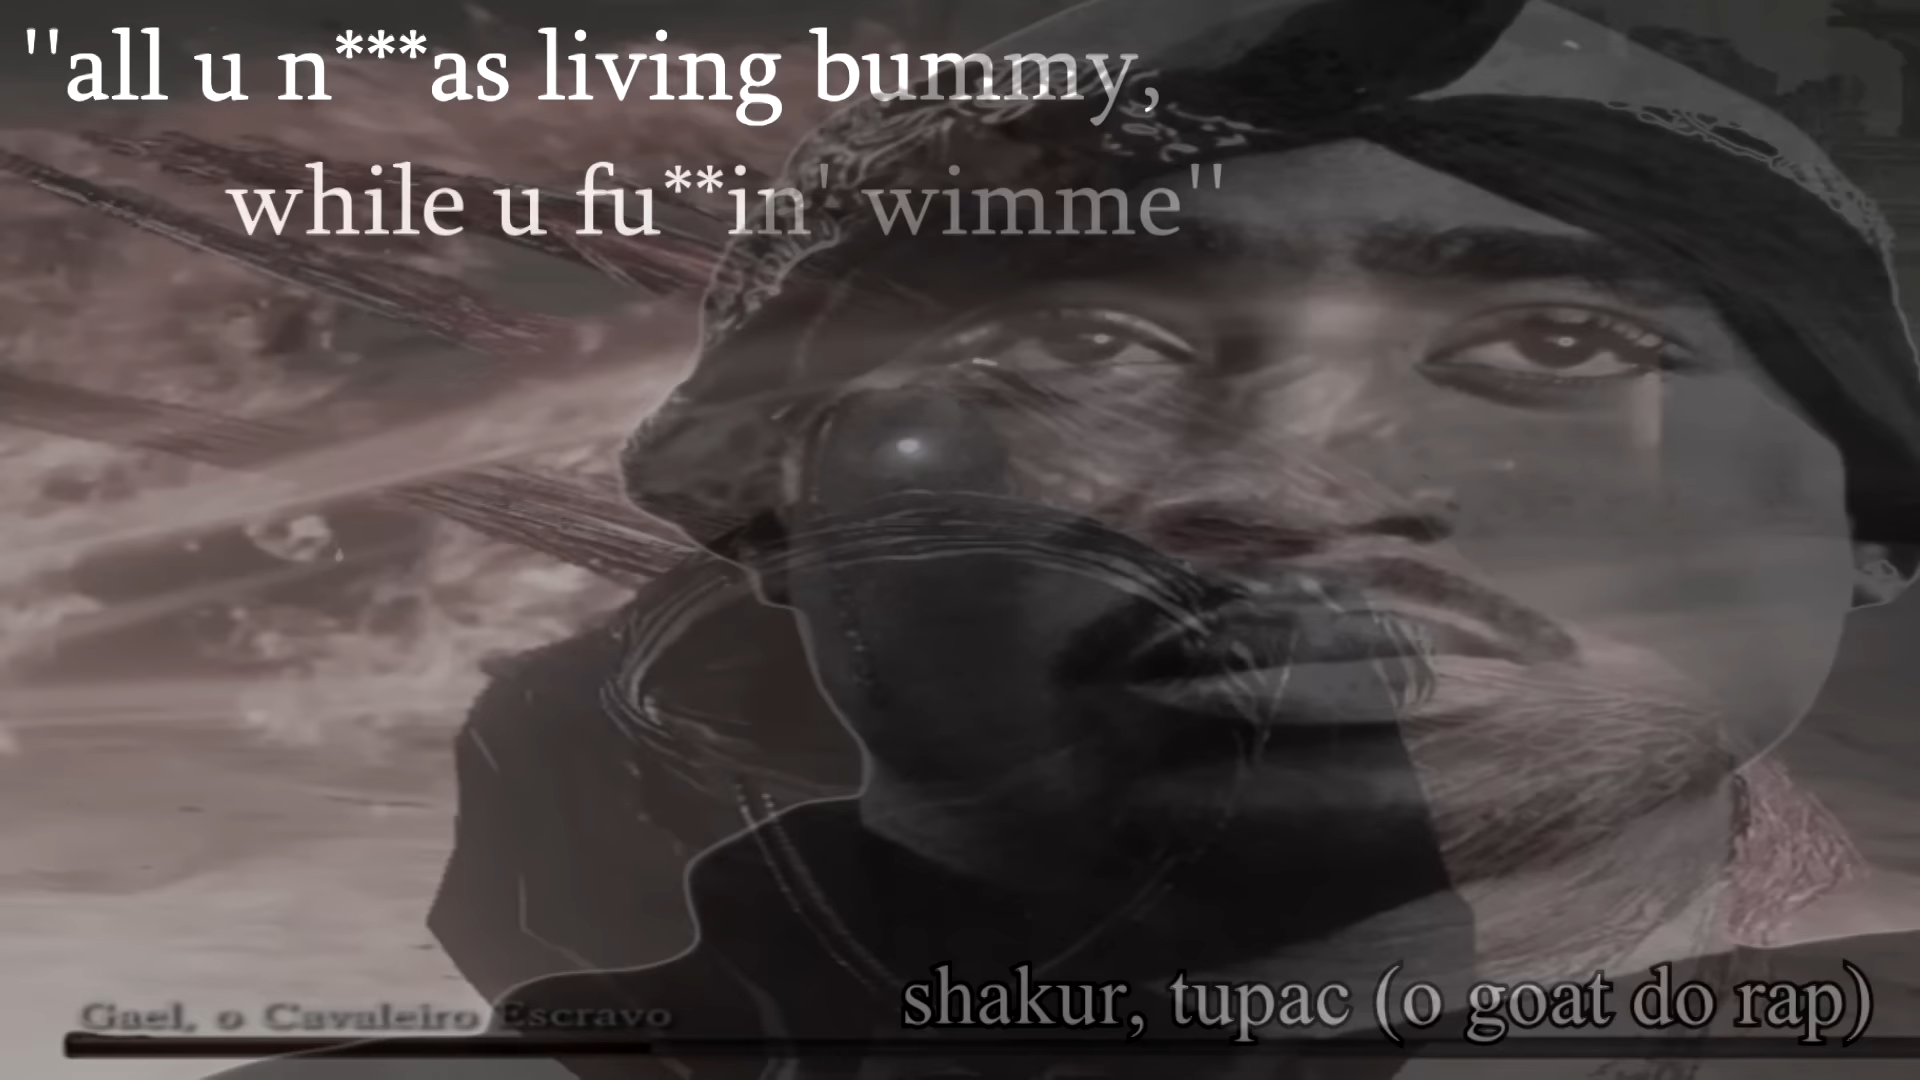 "all u n***as living bummy,
while u fu**in' wimme"
Gael, o Cavaleiro Escravo
shakur, tupac (o goat do rap)